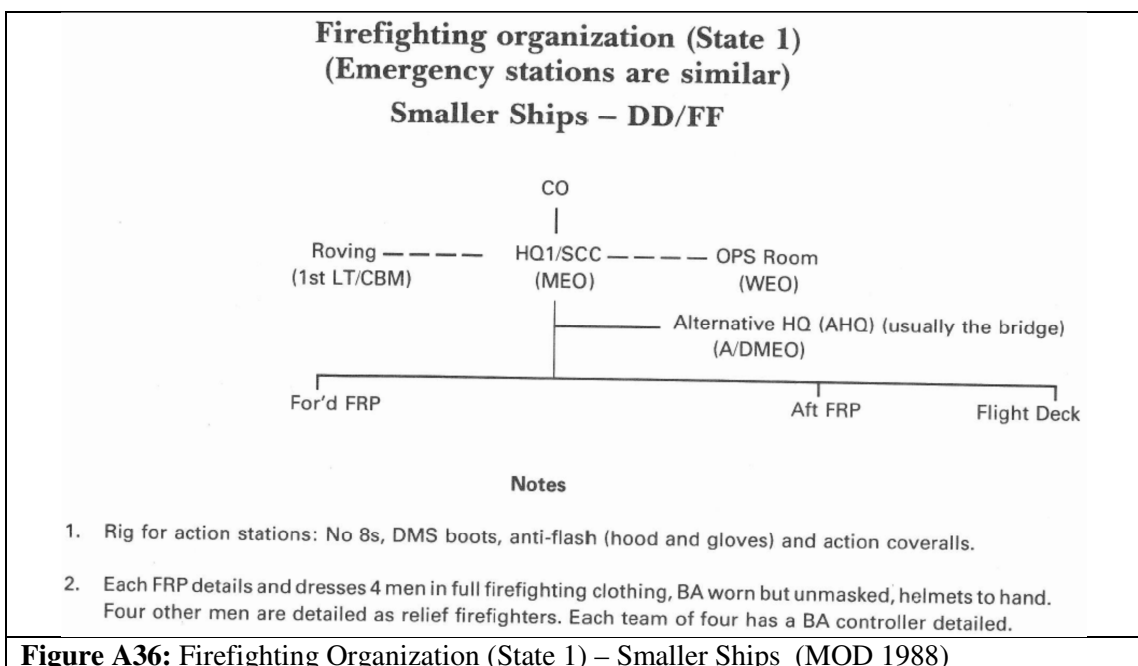 Firefighting organization (State 1)
(Emergency stations are similar)
Smaller Ships – DD/FF
CO
Roving HQ1/SCC OPS Room
(1st LT/CBM) (MEO) (WEO)
Alternative HQ (AHQ) (usually the bridge)
(A/DMEO)
For'd FRP Aft FRP Flight Deck
Notes
1. Rig for action stations: No 8s, DMS boots, anti-flash (hood and gloves) and action coveralls.
2. Each FRP details and dresses 4 men in full firefighting clothing, BA worn but unmasked, helmets to hand.
Four other men are detailed as relief firefighters. Each team of four has a BA controller detailed.
Figure A36: Firefighting Organization (State 1) – Smaller Ships (MOD 1988)